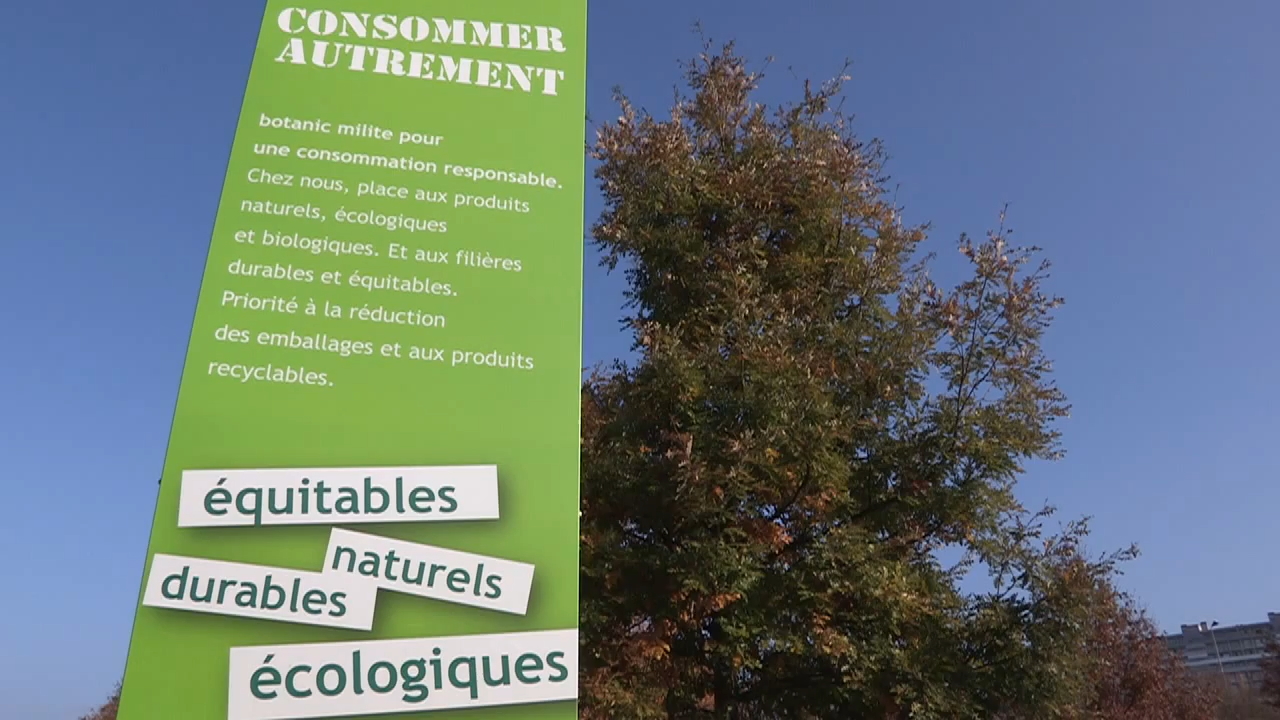 CONSOMMER
AUTREMENT
botanic milite pour
une consommation responsable.
Chez nous, place aux produits
naturels, écologiques
et biologiques. Et aux filières
durables et équitables.
Priorité à la réduction
des emballages et aux produits
recyclables.
équitables
naturels
durables
écologiques